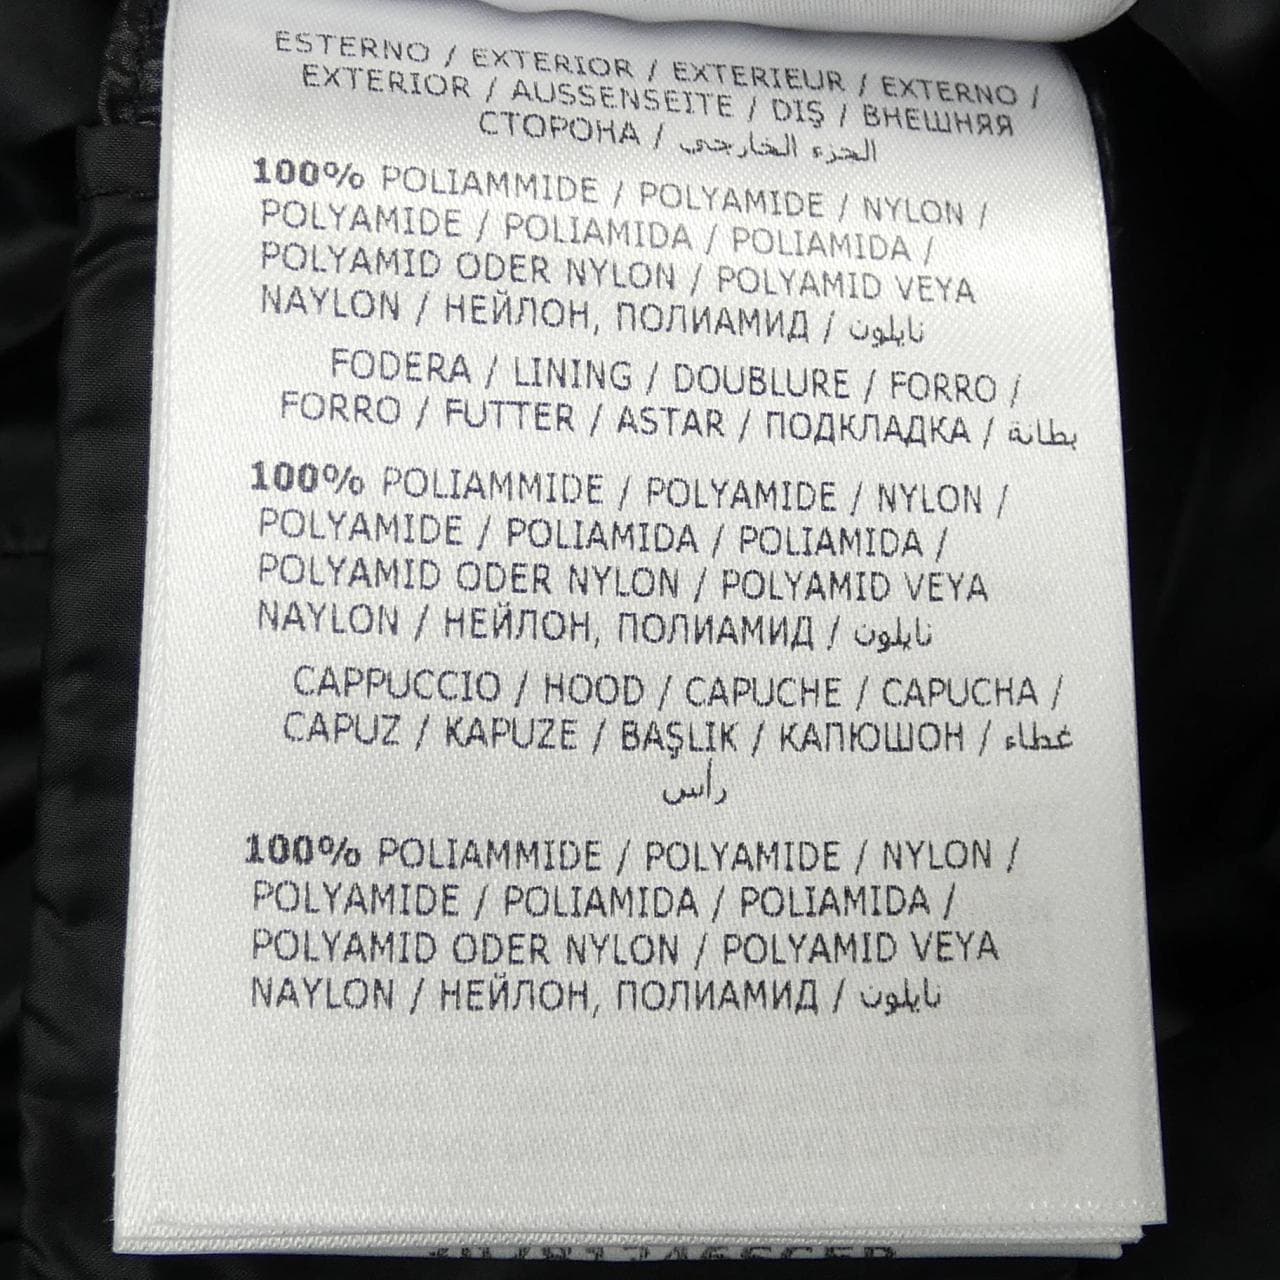 ESTERNO / EXTERIOR / EXTERIEUR / EXTERNO /
EXTERIOR / AUSSENSEITE / DIŞ / ВНЕШНЯЯ
СТОРОНА / الجزء الخارجي
100% POLIAMMIDE / POLYAMIDE / NYLON /
POLYAMIDE / POLIAMIDA / POLIAMIDA /
POLYAMID ODER NYLON / POLYAMID VEYA
NAYLON / НЕЙЛОН, ПОЛИАМИД / نايلون
FODERA / LINING / DOUBLURE / FORRO /
FORRO / FUTTER / ASTAR / ПОДКЛАДКА / بطانة
100% POLIAMMIDE / POLYAMIDE / NYLON /
POLYAMIDE / POLIAMIDA / POLIAMIDA /
POLYAMID ODER NYLON / POLYAMID VEYA
NAYLON / НЕЙЛОН, ПОЛИАМИД / نايلون
CAPPUCCIO / HOOD / CAPUCHE / CAPUCHA /
CAPUZ / KAPUZE / BAŞLIK / КАПЮШОН / غطاء
رأس
100% POLIAMMIDE / POLYAMIDE / NYLON /
POLYAMIDE / POLIAMIDA / POLIAMIDA /
POLYAMID ODER NYLON / POLYAMID VEYA
NAYLON / НЕЙЛОН, ПОЛИАМИД / نايلون